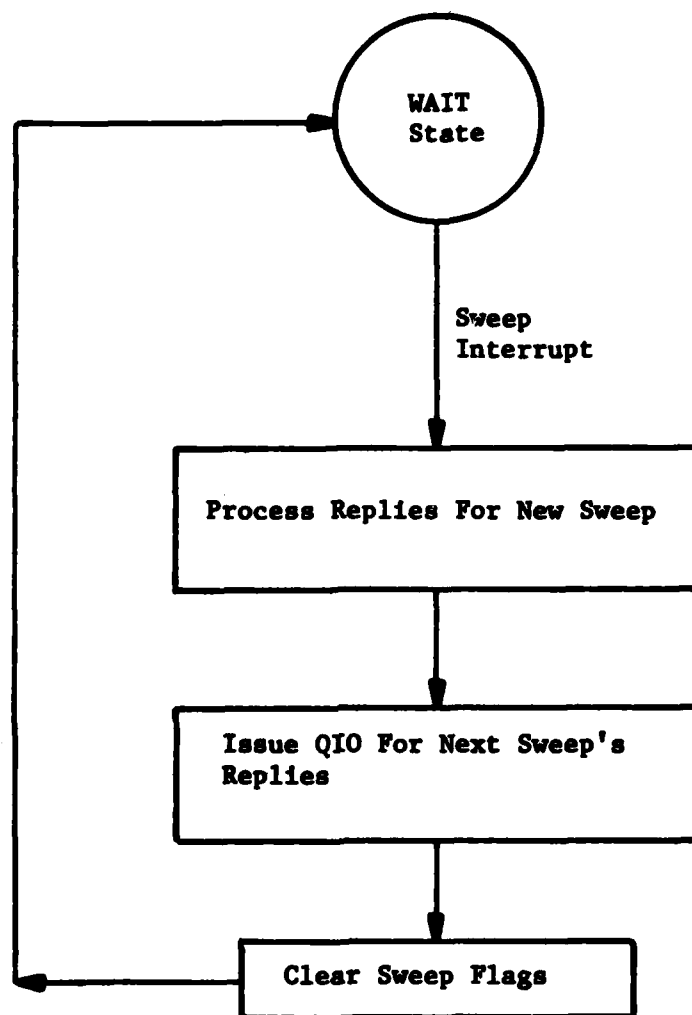 WAIT
State
Sweep
Interrupt
Process Replies For New Sweep
Issue QIO For Next Sweep's
Replies
Clear Sweep Flags